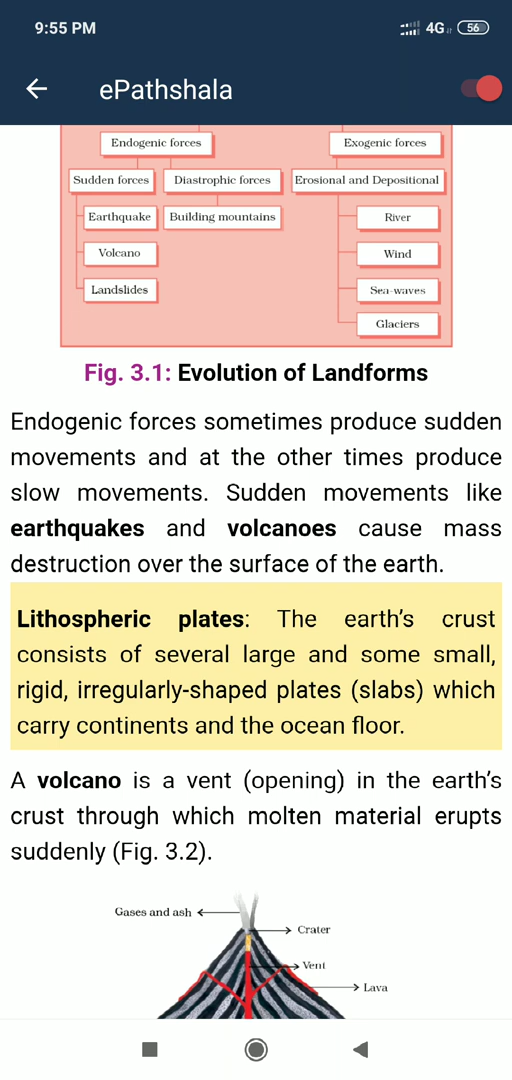 9:55 PM
4G 56
ePathshala
Endogenic forces Exogenic forces
Sudden forces Diastrophic forces Erosional and Depositional
Earthquake Building mountains River
Volcano Wind
Landslides Sea-waves
Glaciers
Fig. 3.1: Evolution of Landforms
Endogenic forces sometimes produce sudden
movements and at the other times produce
slow movements. Sudden movements like
earthquakes and volcanoes cause mass
destruction over the surface of the earth.
Lithospheric plates: The earth’s crust
consists of several large and some small,
rigid, irregularly-shaped plates (slabs) which
carry continents and the ocean floor.
A volcano is a vent (opening) in the earth’s
crust through which molten material erupts
suddenly (Fig. 3.2).
Gases and ash
Crater
Vent
Lava